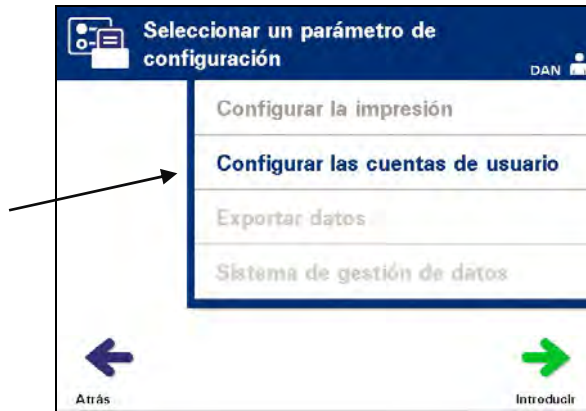 Seleccionar un parámetro de
configuración
DAN
Configurar la impresión
Configurar las cuentas de usuario
Exportar datos
Sistema de gestión de datos
Atrás
Introducir